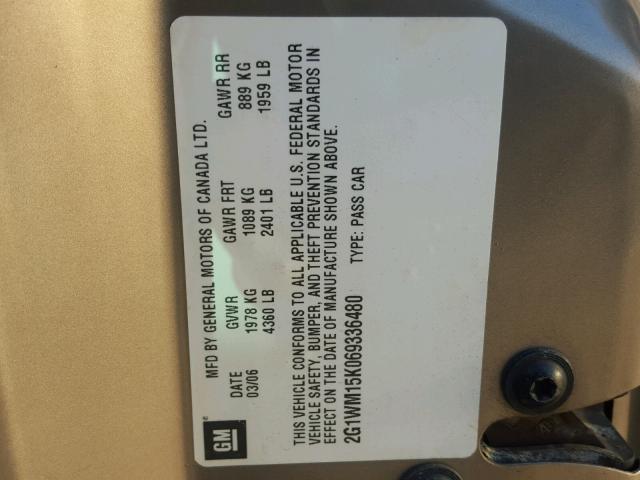 GM
®
MFD BY GENERAL MOTORS OF CANADA LTD.
DATE GVWR GAWR FRT GAWR RR
03/06 1978 KG 1089 KG 889 KG
4360 LB 2401 LB 1959 LB
THIS VEHICLE CONFORMS TO ALL APPLICABLE U.S. FEDERAL MOTOR
VEHICLE SAFETY, BUMPER, AND THEFT PREVENTION STANDARDS IN
EFFECT ON THE DATE OF MANUFACTURE SHOWN ABOVE.
2G1WM15K069336480 TYPE: PASS CAR